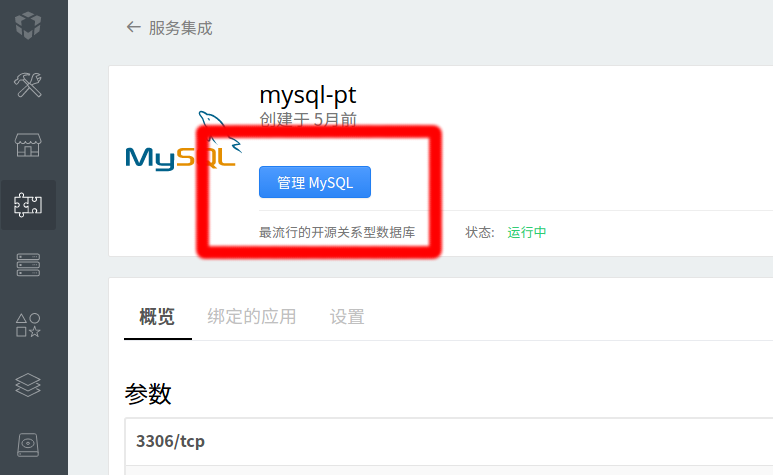 ← 服务集成
mysql-pt
创建于 5月前
MySQL
管理 MySQL
最流行的开源关系型数据库 状态: 运行中
概览 绑定的应用 设置
参数
3306/tcp